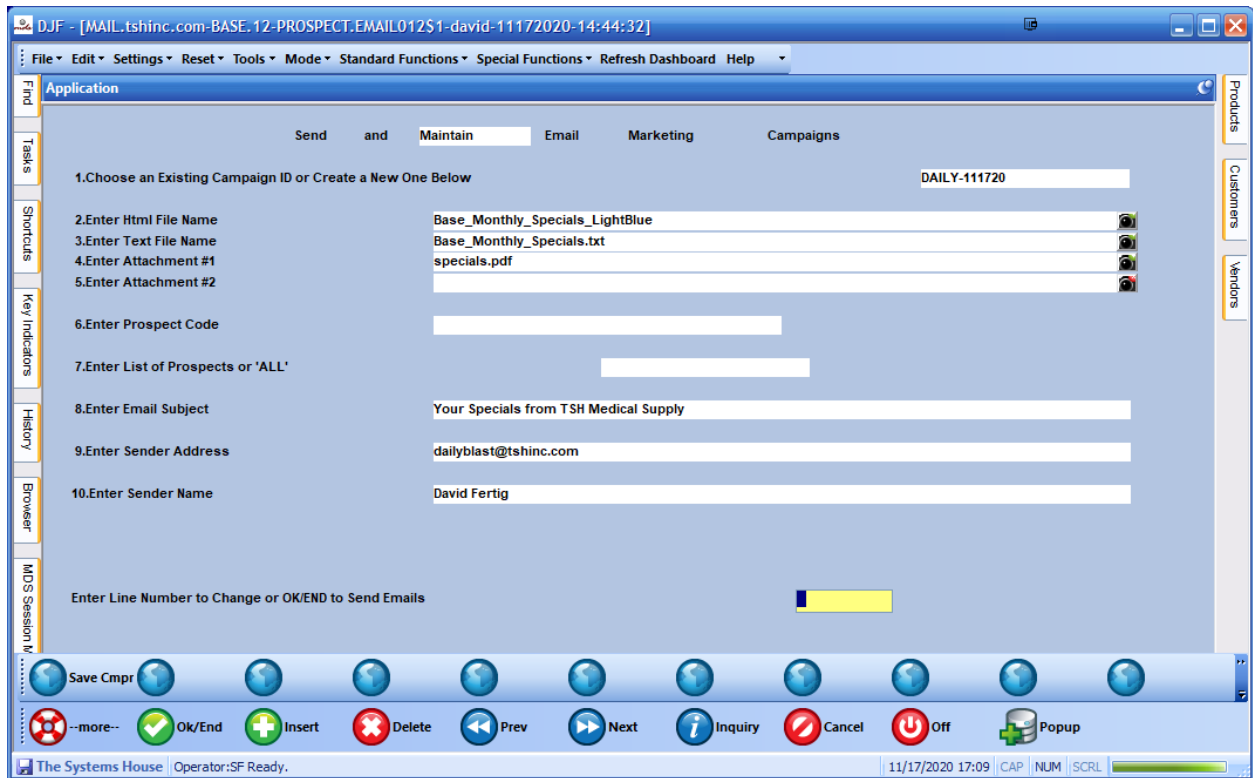 DJF - [MAIL.tshinc.com-BASE.12-PROSPECT.EMAIL012$1-david-11172020-14:44:32]
File Edit Settings Reset Tools Mode Standard Functions Special Functions Refresh Dashboard Help
Find
Tasks
Shortcuts
Key Indicators
History
Browser
MDS Session M
Application
Send and Maintain Email Marketing Campaigns
1.Choose an Existing Campaign ID or Create a New One Below DAILY-111720
2.Enter Html File Name Base_Monthly_Specials_LightBlue
3.Enter Text File Name Base_Monthly_Specials.txt
4.Enter Attachment #1 specials.pdf
5.Enter Attachment #2
6.Enter Prospect Code
7.Enter List of Prospects or 'ALL'
8.Enter Email Subject Your Specials from TSH Medical Supply
9.Enter Sender Address dailyblast@tshinc.com
10.Enter Sender Name David Fertig
Enter Line Number to Change or OK/END to Send Emails
Products
Customers
Vendors
Save Cmpr
--more-- Ok/End Insert Delete Prev Next Inquiry Cancel Off Popup
The Systems House Operator:SF Ready. 11/17/2020 17:09 CAP NUM SCRL